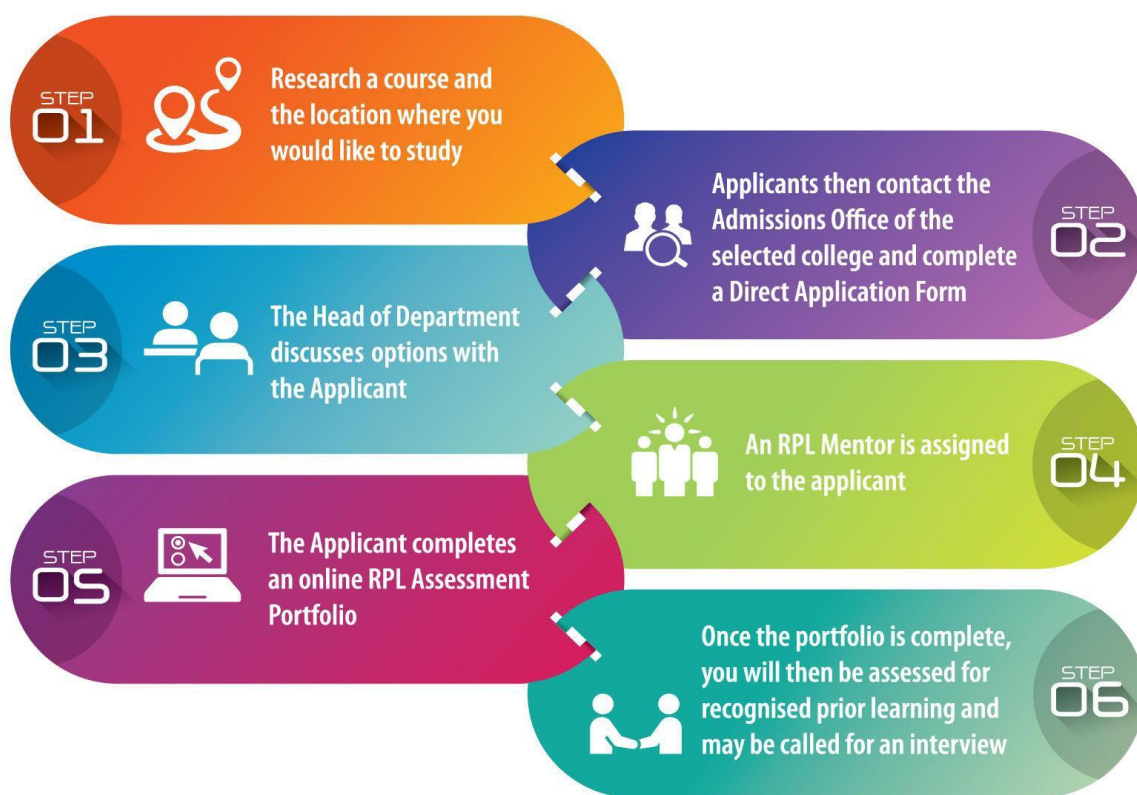 STEP
01
Research a course and
the location where you
would like to study
STEP
02
Applicants then contact the
Admissions Office of the
selected college and complete
a Direct Application Form
STEP
03
The Head of Department
discusses options with
the Applicant
STEP
04
An RPL Mentor is assigned
to the applicant
STEP
05
The Applicant completes
an online RPL Assessment
Portfolio
STEP
06
Once the portfolio is complete,
you will then be assessed for
recognised prior learning and
may be called for an interview